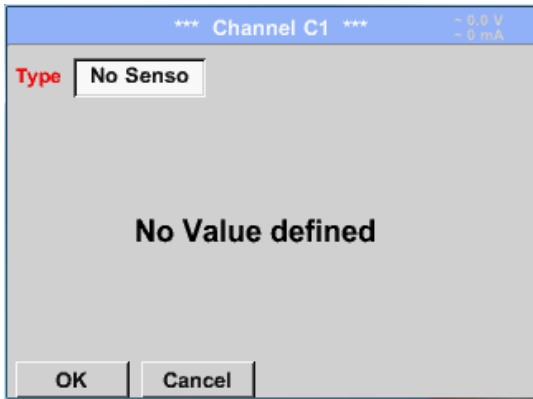 *** Channel C1 ***
~ 0.0 V
~ 0 mA
Type No Senso
No Value defined
OK Cancel